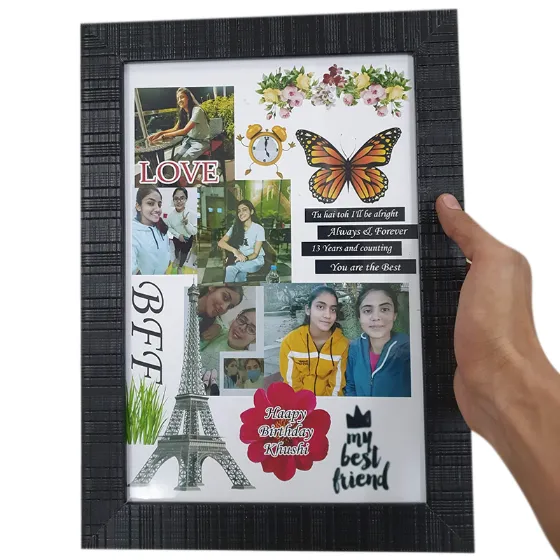 LOVE
Tu hai toh I'll be alright
Always & Forever
13 Years and counting
You are the Best
BFF
Haapy
Birthday
Khushi
my
best
friend